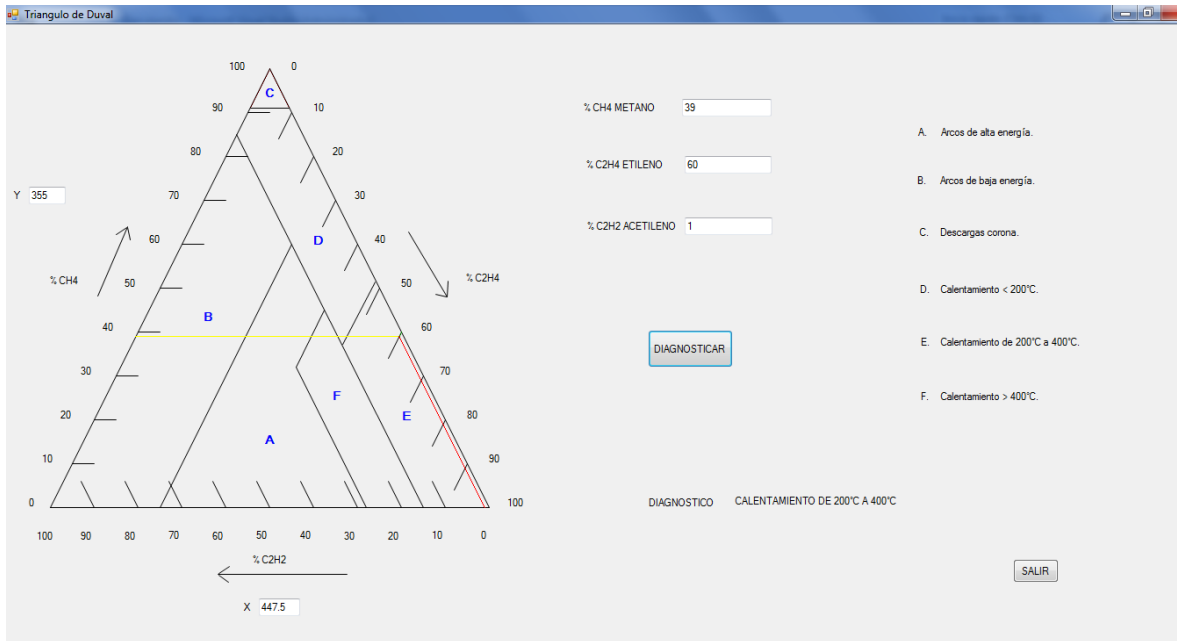 Triangulo de Duval
100 0
C
90 10
80 20
Y 355
70 30
60 D 40
% CH4 50 50 % C2H4
B
40 60
30 70
F
20 E 80
A
10 90
0 100
100 90 80 70 60 50 40 30 20 10 0
% C2H2
X 447.5
% CH4 METANO 39
% C2H4 ETILENO 60
% C2H2 ACETILENO 1
DIAGNOSTICAR
DIAGNOSTICO CALENTAMIENTO DE 200°C A 400°C
A. Arcos de alta energía.
B. Arcos de baja energía.
C. Descargas corona.
D. Calentamiento < 200°C.
E. Calentamiento de 200°C a 400°C.
F. Calentamiento > 400°C.
SALIR